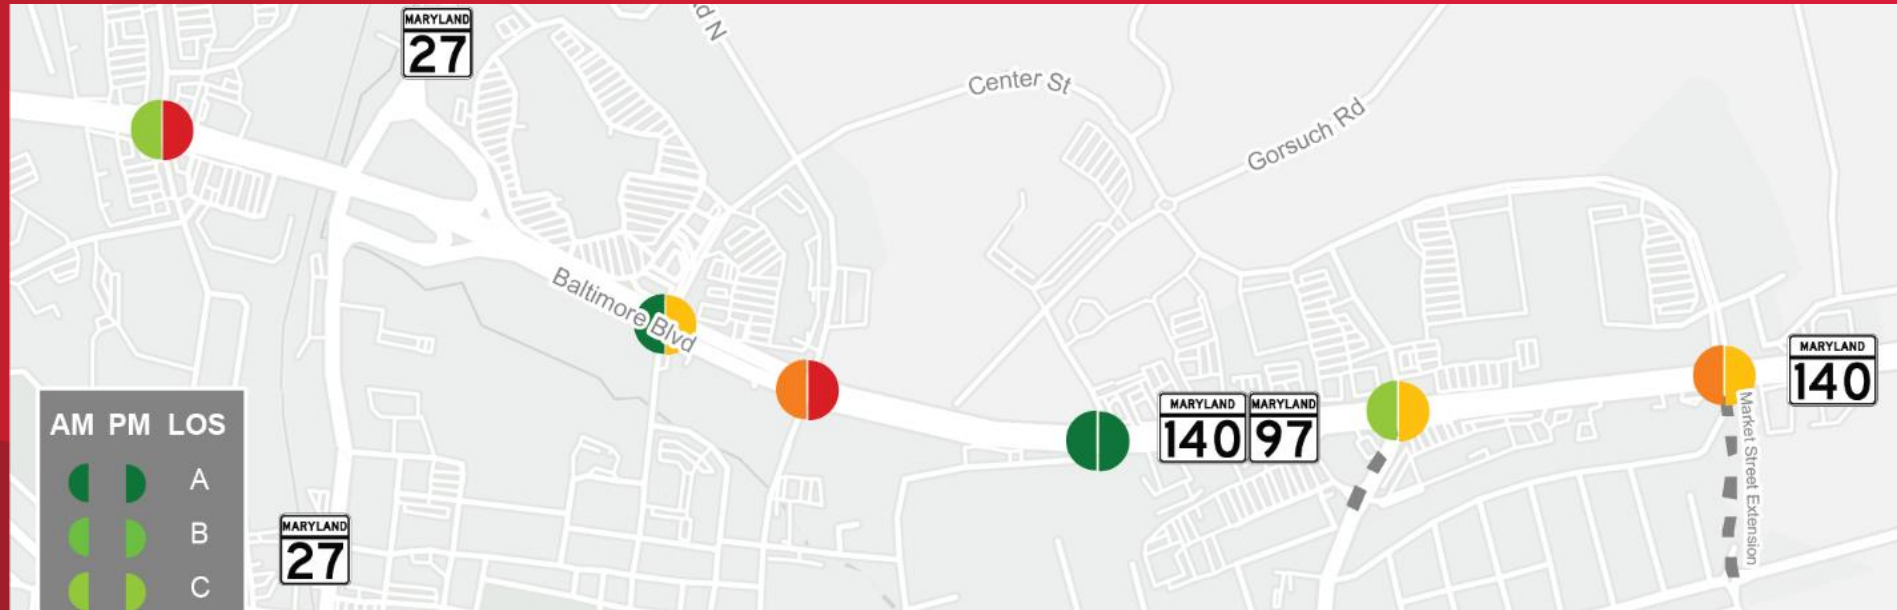 MARYLAND
27
d N
Center St
Gorsuch Rd
Baltimore Blvd
MARYLAND
140
MARYLAND
97
MARYLAND
140
Market Street Extension
AM PM LOS
A
B
C
MARYLAND
27